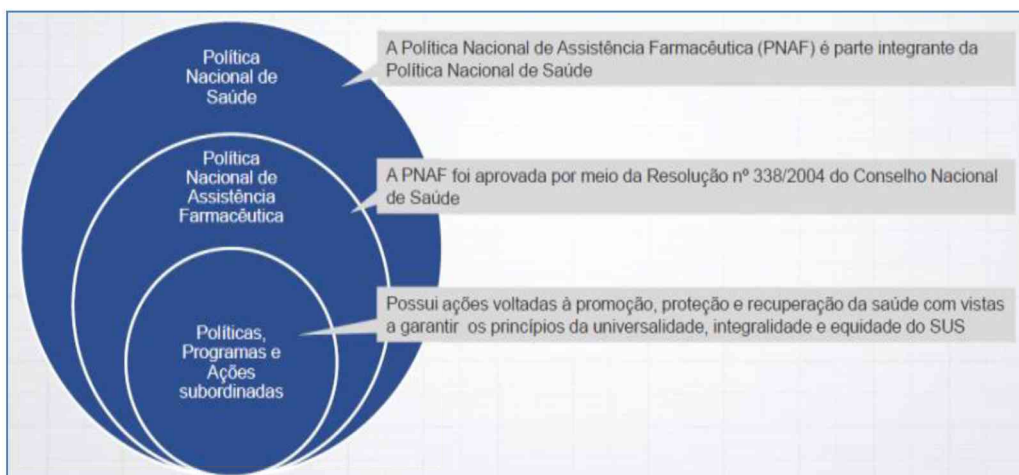 Política
Nacional de
Saúde
A Política Nacional de Assistência Farmacêutica (PNAF) é parte integrante da
Política Nacional de Saúde
Política
Nacional de
Assistência
Farmacêutica
A PNAF foi aprovada por meio da Resolução nº 338/2004 do Conselho Nacional
de Saúde
Políticas,
Programas e
Ações
subordinadas
Possui ações voltadas à promoção, proteção e recuperação da saúde com vistas
a garantir os princípios da universalidade, integralidade e equidade do SUS